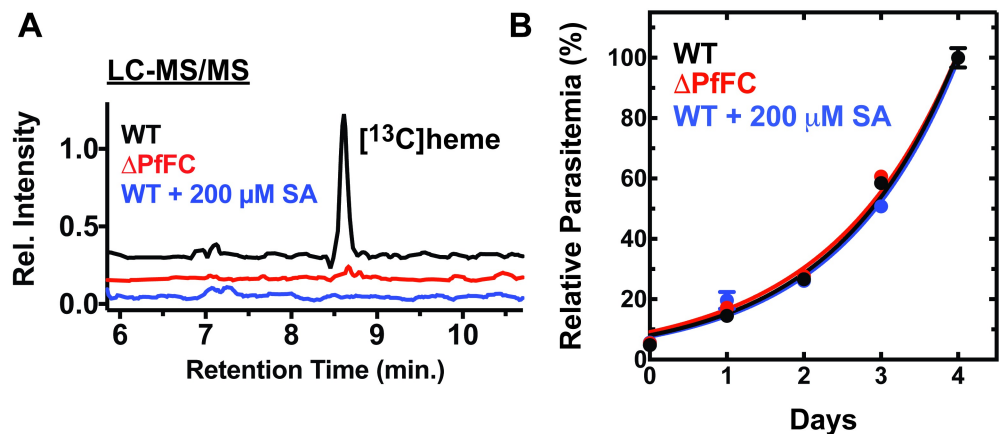 A
LC-MS/MS
WT
ΔPfFC
WT + 200 μM SA
[¹³C]heme
Rel. Intensity
1.0
0.5
0.0
6 7 8 9 10
Retention Time (min.)
B
WT
ΔPfFC
WT + 200 μM SA
Relative Parasitemia (%)
100
80
60
40
20
0
0 1 2 3 4
Days